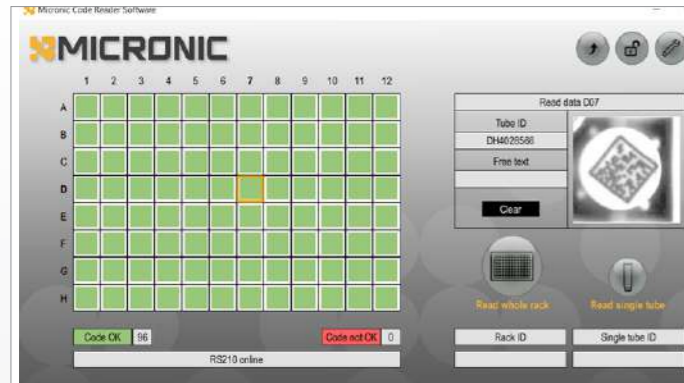 Micronic Code Reader Software
MICRONIC
1 2 3 4 5 6 7 8 9 10 11 12
A
B
C
D
E
F
G
H
Read data D07
Tube ID
DH4026566
Free text
Clear
Read whole rack
Read single tube
Code OK 96
Code not OK 0
Rack ID
Single tube ID
RS210 online